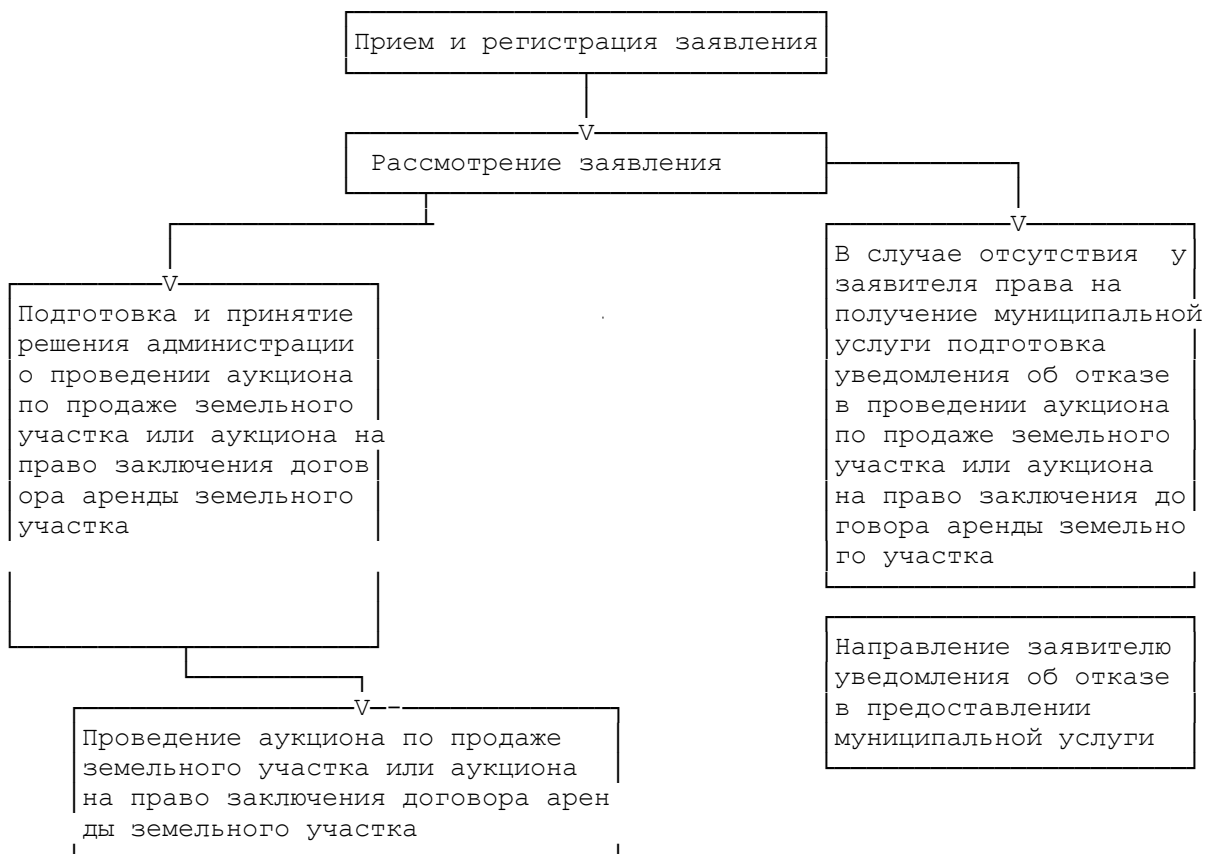 Прием и регистрация заявления
Рассмотрение заявления
Подготовка и принятие
решения администрации
о проведении аукциона
по продаже земельного
участка или аукциона на
право заключения догов
ора аренды земельного
участка
В случае отсутствия у
заявителя права на
получение муниципальной
услуги подготовка
уведомления об отказе
в проведении аукциона
по продаже земельного
участка или аукциона
на право заключения до
говора аренды земельно
го участка
Направление заявителю
уведомления об отказе
в предоставлении
муниципальной услуги
Проведение аукциона по продаже
земельного участка или аукциона
на право заключения договора арен
ды земельного участка